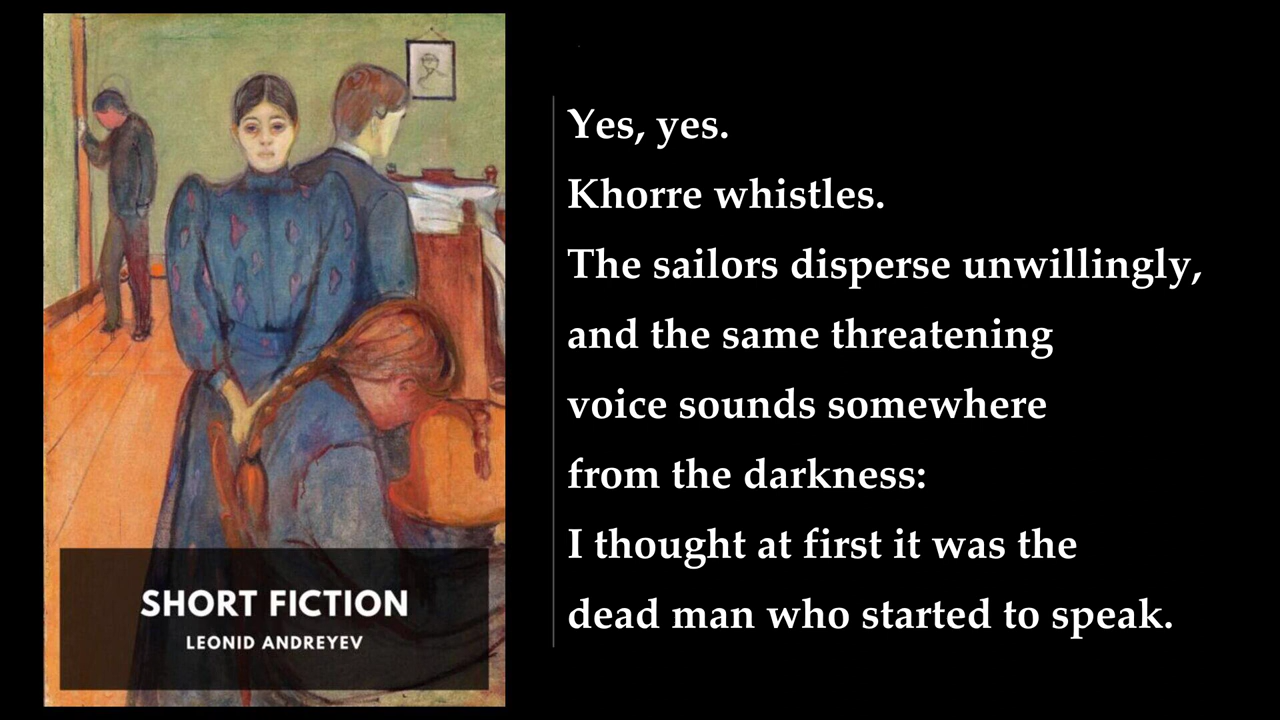 SHORT FICTION
LEONID ANDREYEV
Yes, yes.
Khorre whistles.
The sailors disperse unwillingly,
and the same threatening
voice sounds somewhere
from the darkness:
I thought at first it was the
dead man who started to speak.